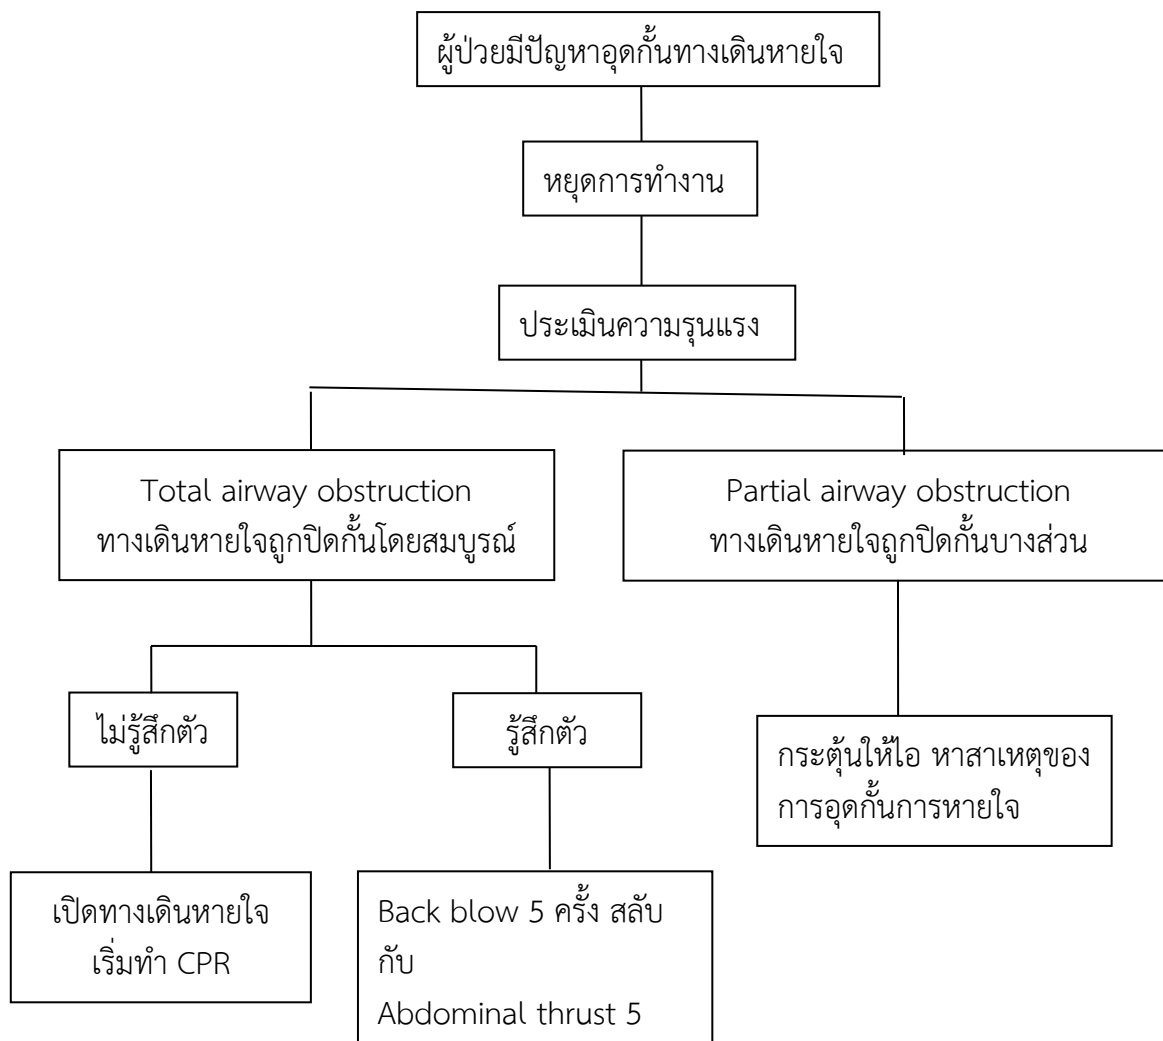 ผู้ป่วยมีปัญหาอุดกั้นทางเดินหายใจ
หยุดการทำงาน
ประเมินความรุนแรง
Total airway obstruction
ทางเดินหายใจถูกปิดกั้นโดยสมบูรณ์
Partial airway obstruction
ทางเดินหายใจถูกปิดกั้นบางส่วน
ไม่รู้สึกตัว
รู้สึกตัว
กระตุ้นให้ไอ หาสาเหตุของ
การอุดกั้นการหายใจ
เปิดทางเดินหายใจ
เริ่มทำ CPR
Back blow 5 ครั้ง สลับ
กับ
Abdominal thrust 5